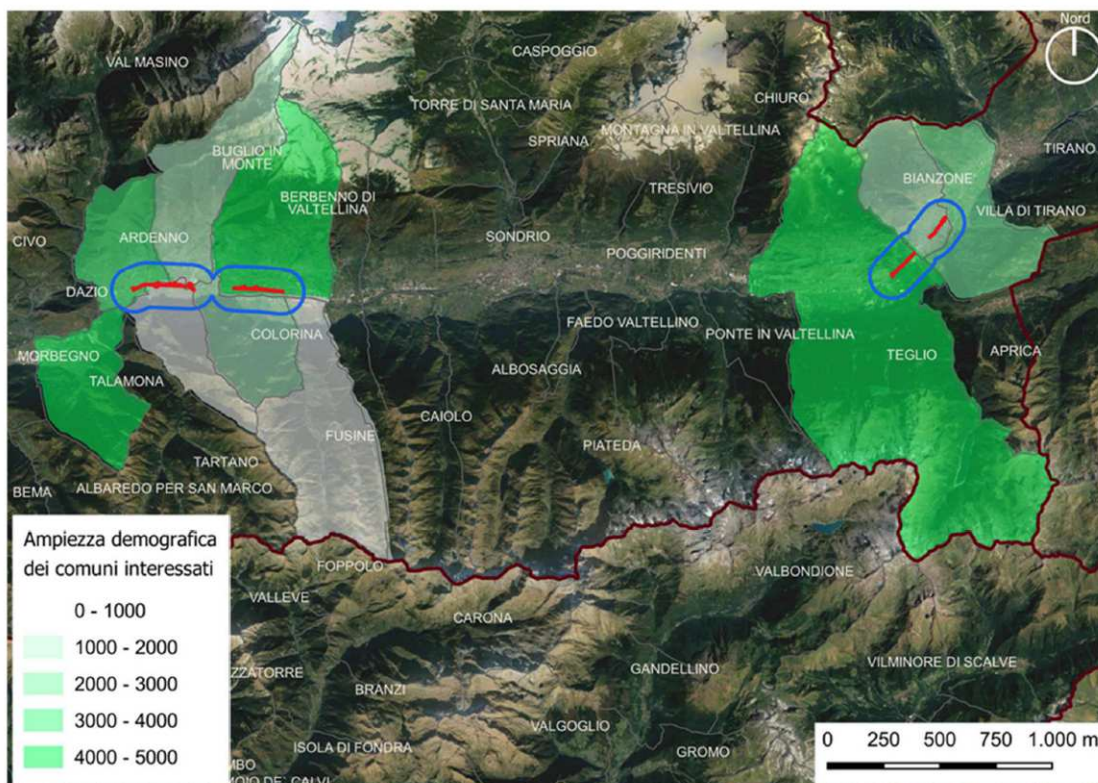 Nord
VAL MASINO
CASPOGGIO
TORRE DI SANTA MARIA
CHIURO
SPRIANA
MONTAGNA IN VALTELLINA
TIRANO
BUGLIO IN
MONTE
BIANZONE
TRESIVIO
BERBENNO DI
VALTELLINA
VILLA DI TIRANO
CIVO
ARDENNO
SONDRIO
POGGIRIDENTI
DAZIO
FAEDO VALTELLINO
COLORINA
PONTE IN VALTELLINA
MORBEGNO
TEGLIO
APRICA
ALBOSAGGIA
TALAMONA
CAIOLO
FUSINE
PIATEDA
TARTANO
BEMA
ALBAREDO PER SAN MARCO
Ampiezza demografica
dei comuni interessati
0 - 1000
1000 - 2000
2000 - 3000
3000 - 4000
4000 - 5000
FOPPOLO
VALBONDIONE
VALLEVE
CARONA
ZZATORRE
GANDELLINO
VILMINORE DI SCALVE
BRANZI
VALGOGLIO
ISOLA DI FONDRA
GROMO
MBO
MOIO DE' CALVI
0 250 500 750 1.000 m